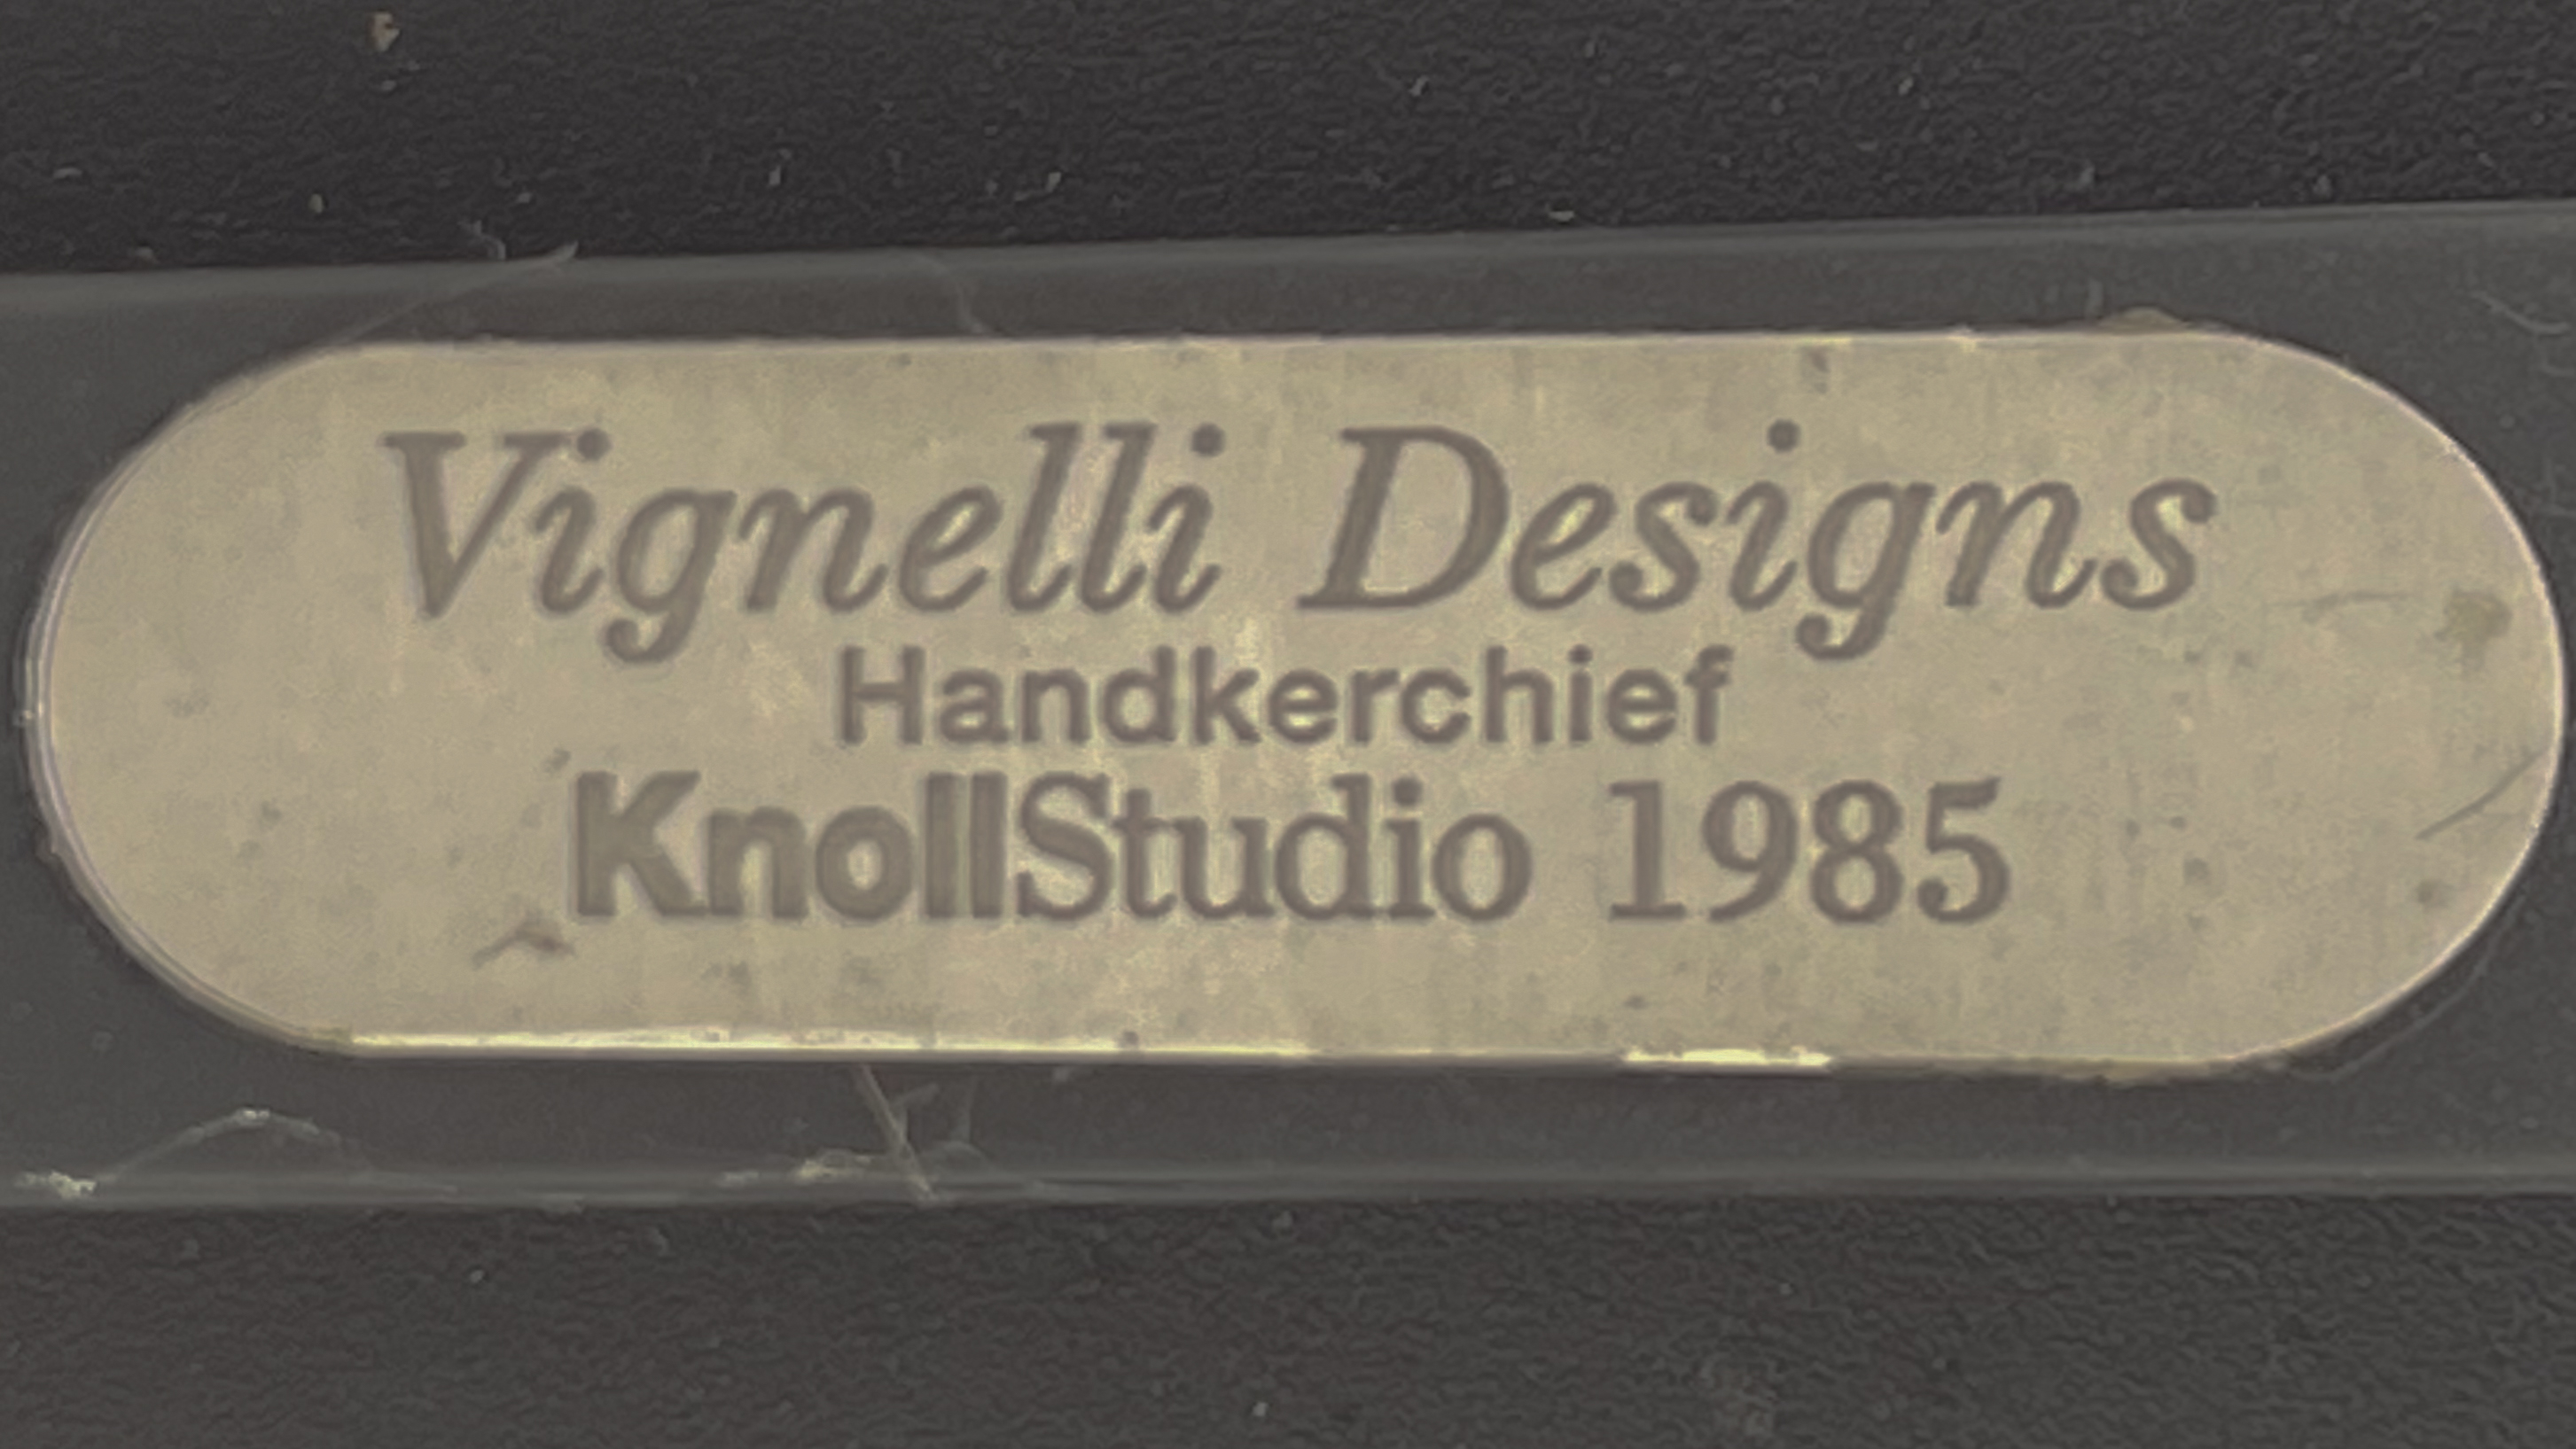 Vignelli Designs
Handkerchief
KnollStudio 1985